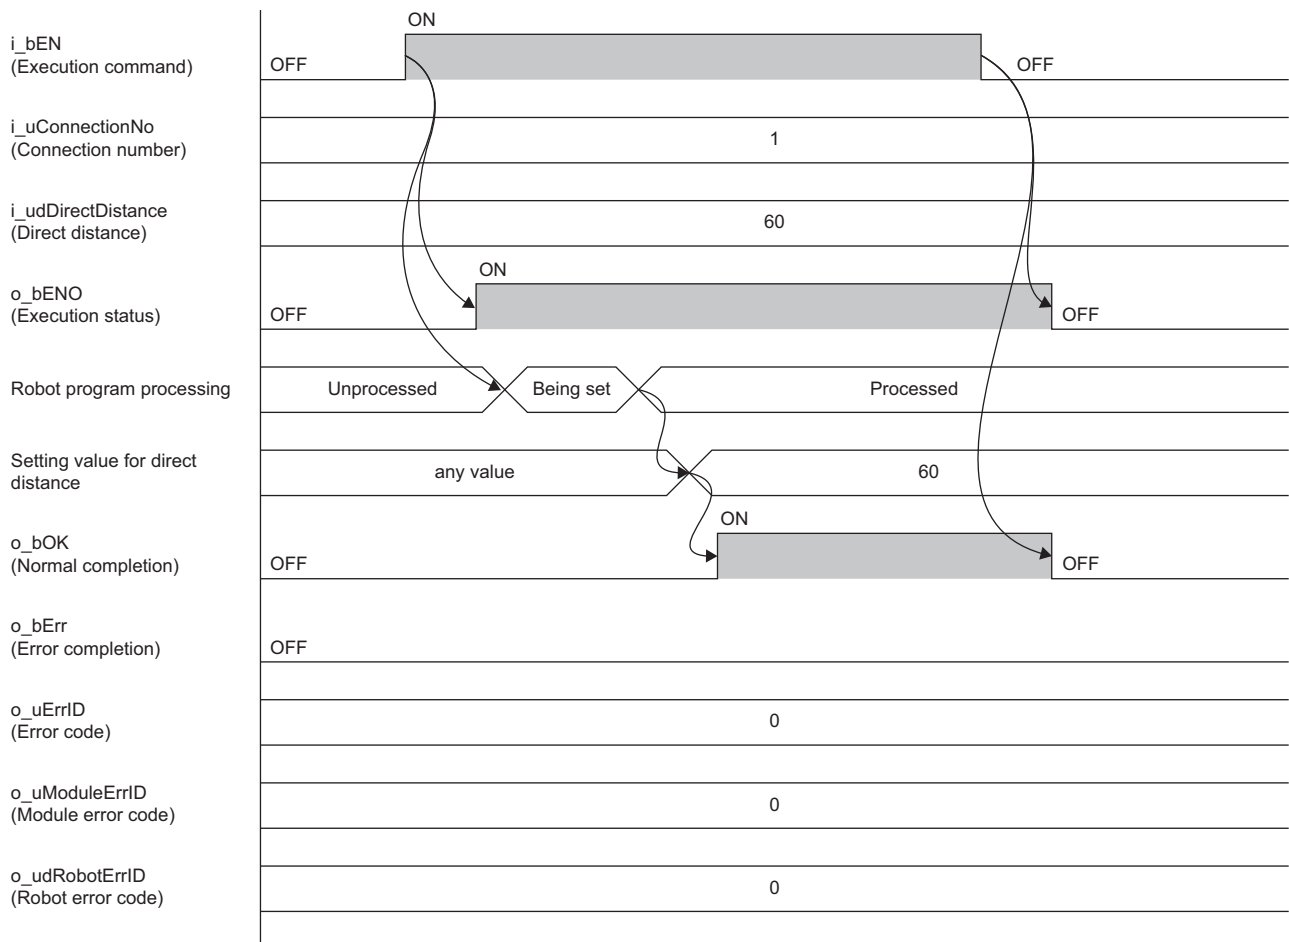 ON
i_bEN
(Execution command)
OFF
OFF
i_uConnectionNo
(Connection number)
1
i_udDirectDistance
(Direct distance)
60
ON
o_bENO
(Execution status)
OFF
OFF
Robot program processing
Unprocessed
Being set
Processed
Setting value for direct
distance
any value
60
ON
o_bOK
(Normal completion)
OFF
OFF
o_bErr
(Error completion)
OFF
o_uErrID
(Error code)
0
o_uModuleErrID
(Module error code)
0
o_udRobotErrID
(Robot error code)
0